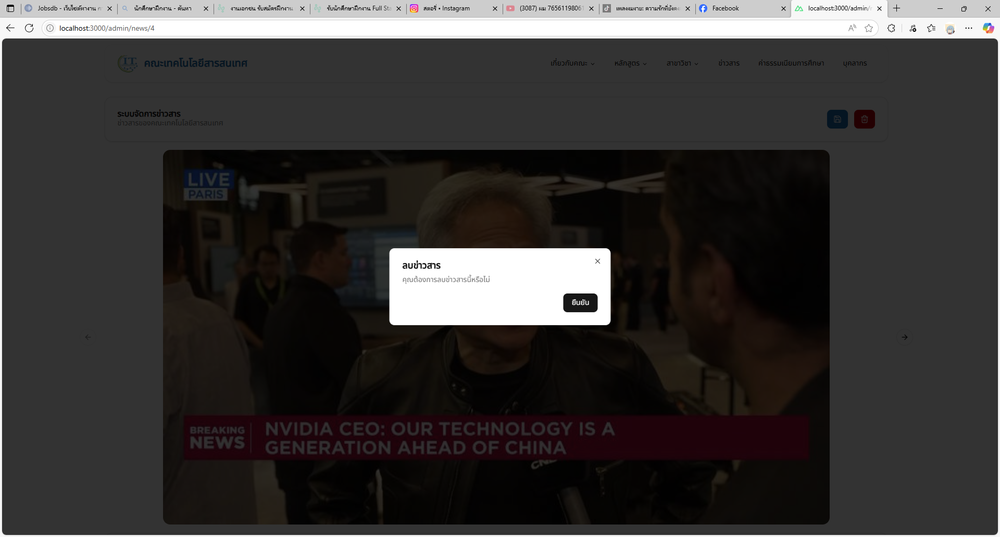 Jobsdb - เว็บไซต์หางาน ก
นักศึกษาฝึกงาน - ค้นหา
งานเอกชน รับสมัครฝึกงาน
รับนักศึกษาฝึกงาน Full Sta
สตอรี่ • Instagram
(3087) ผม 76561198061
เพลงงมงาย: ความรักที่ยังคง
Facebook
localhost:3000/admin/r
localhost:3000/admin/news/4
I.T. คณะเทคโนโลยีสารสนเทศ
เกี่ยวกับคณะ
หลักสูตร
สาขาวิชา
ข่าวสาร
ค่าธรรมเนียมการศึกษา
บุคลากร
ระบบจัดการข่าวสาร
ข่าวสารของคณะเทคโนโลยีสารสนเทศ
LIVE
PARIS
ลบข่าวสาร
คุณต้องการลบข่าวสารนี้หรือไม่
ยืนยัน
BREAKING
NEWS
NVIDIA CEO: OUR TECHNOLOGY IS A
GENERATION AHEAD OF CHINA